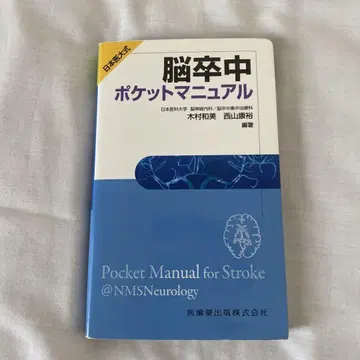 日本医大式
脳卒中
ポケットマニュアル
日本医科大学 脳神経内科/脳卒中集中治療科
木村和美 西山康裕
編著
Pocket Manual for Stroke
@NMSNeurology
医歯薬出版株式会社